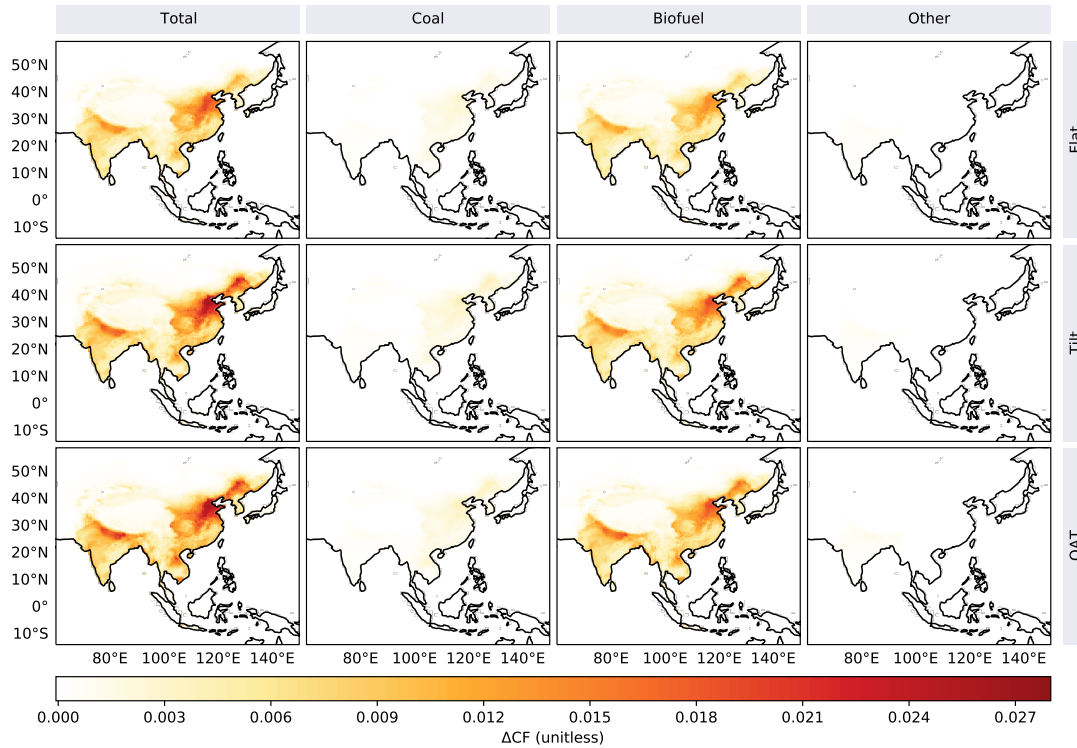 Total Coal Biofuel Other
50°N
40°N
30°N
20°N
10°N
0°
10°S
Flat
50°N
40°N
30°N
20°N
10°N
0°
10°S
Tilt
50°N
40°N
30°N
20°N
10°N
0°
10°S
OAT
80°E 100°E 120°E 140°E 80°E 100°E 120°E 140°E 80°E 100°E 120°E 140°E 80°E 100°E 120°E 140°E
0.000 0.003 0.006 0.009 0.012 0.015 0.018 0.021 0.024 0.027
ΔCF (unitless)